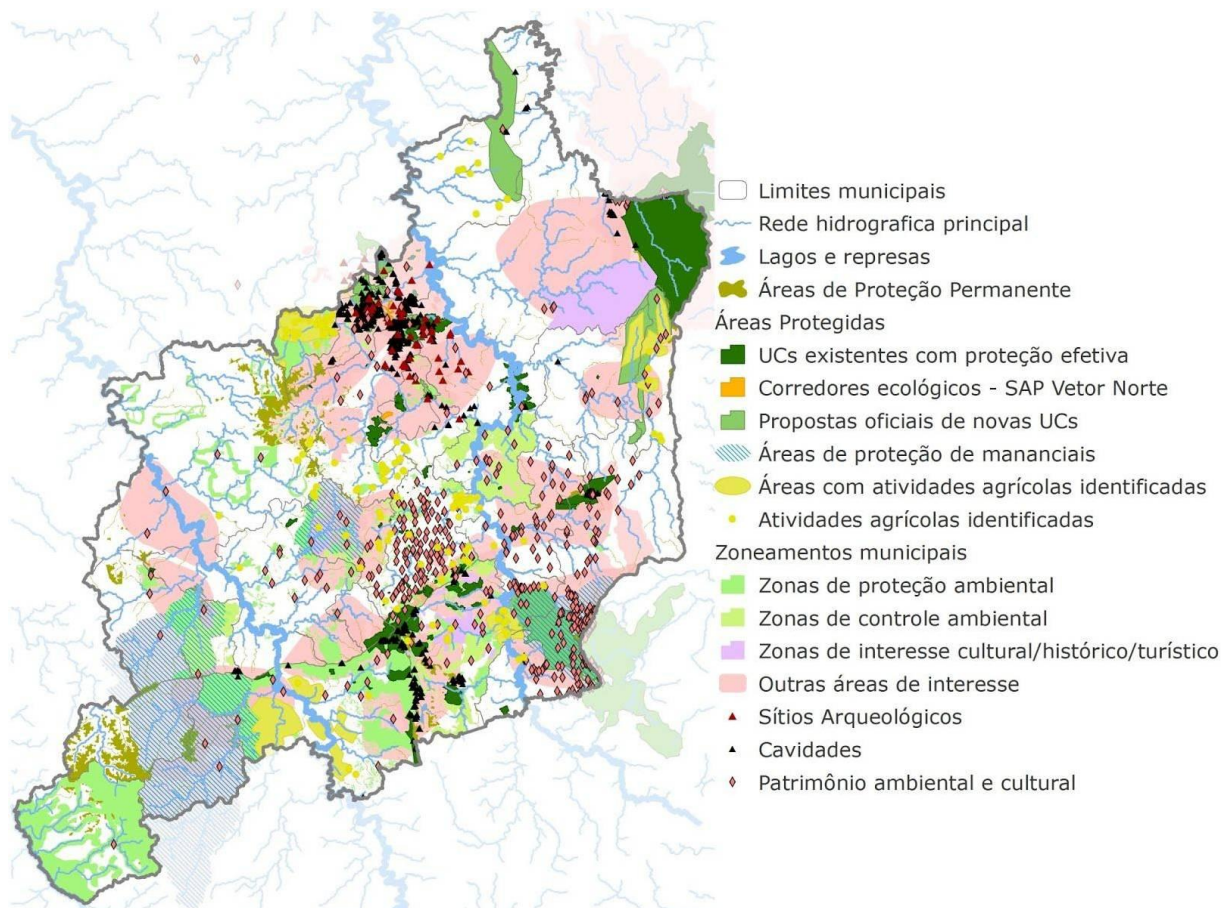 Limites municipais
Rede hidrografica principal
Lagos e represas
Áreas de Proteção Permanente
Áreas Protegidas
UCs existentes com proteção efetiva
Corredores ecológicos - SAP Vetor Norte
Propostas oficiais de novas UCs
Áreas de proteção de mananciais
Áreas com atividades agrícolas identificadas
Atividades agrícolas identificadas
Zoneamentos municipais
Zonas de proteção ambiental
Zonas de controle ambiental
Zonas de interesse cultural/histórico/turístico
Outras áreas de interesse
Sítios Arqueológicos
Cavidades
Patrimônio ambiental e cultural